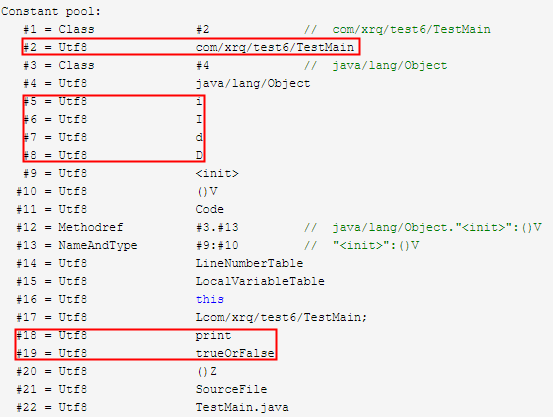 Constant pool:
#1 = Class #2 // com/xrq/test6/TestMain
#2 = Utf8 com/xrq/test6/TestMain
#3 = Class #4 // java/lang/Object
#4 = Utf8 java/lang/Object
#5 = Utf8 i
#6 = Utf8 I
#7 = Utf8 d
#8 = Utf8 D
#9 = Utf8 <init>
#10 = Utf8 ()V
#11 = Utf8 Code
#12 = Methodref #3.#13 // java/lang/Object."<init>":()V
#13 = NameAndType #9:#10 // "<init>":()V
#14 = Utf8 LineNumberTable
#15 = Utf8 LocalVariableTable
#16 = Utf8 this
#17 = Utf8 Lcom/xrq/test6/TestMain;
#18 = Utf8 print
#19 = Utf8 trueOrFalse
#20 = Utf8 ()Z
#21 = Utf8 SourceFile
#22 = Utf8 TestMain.java